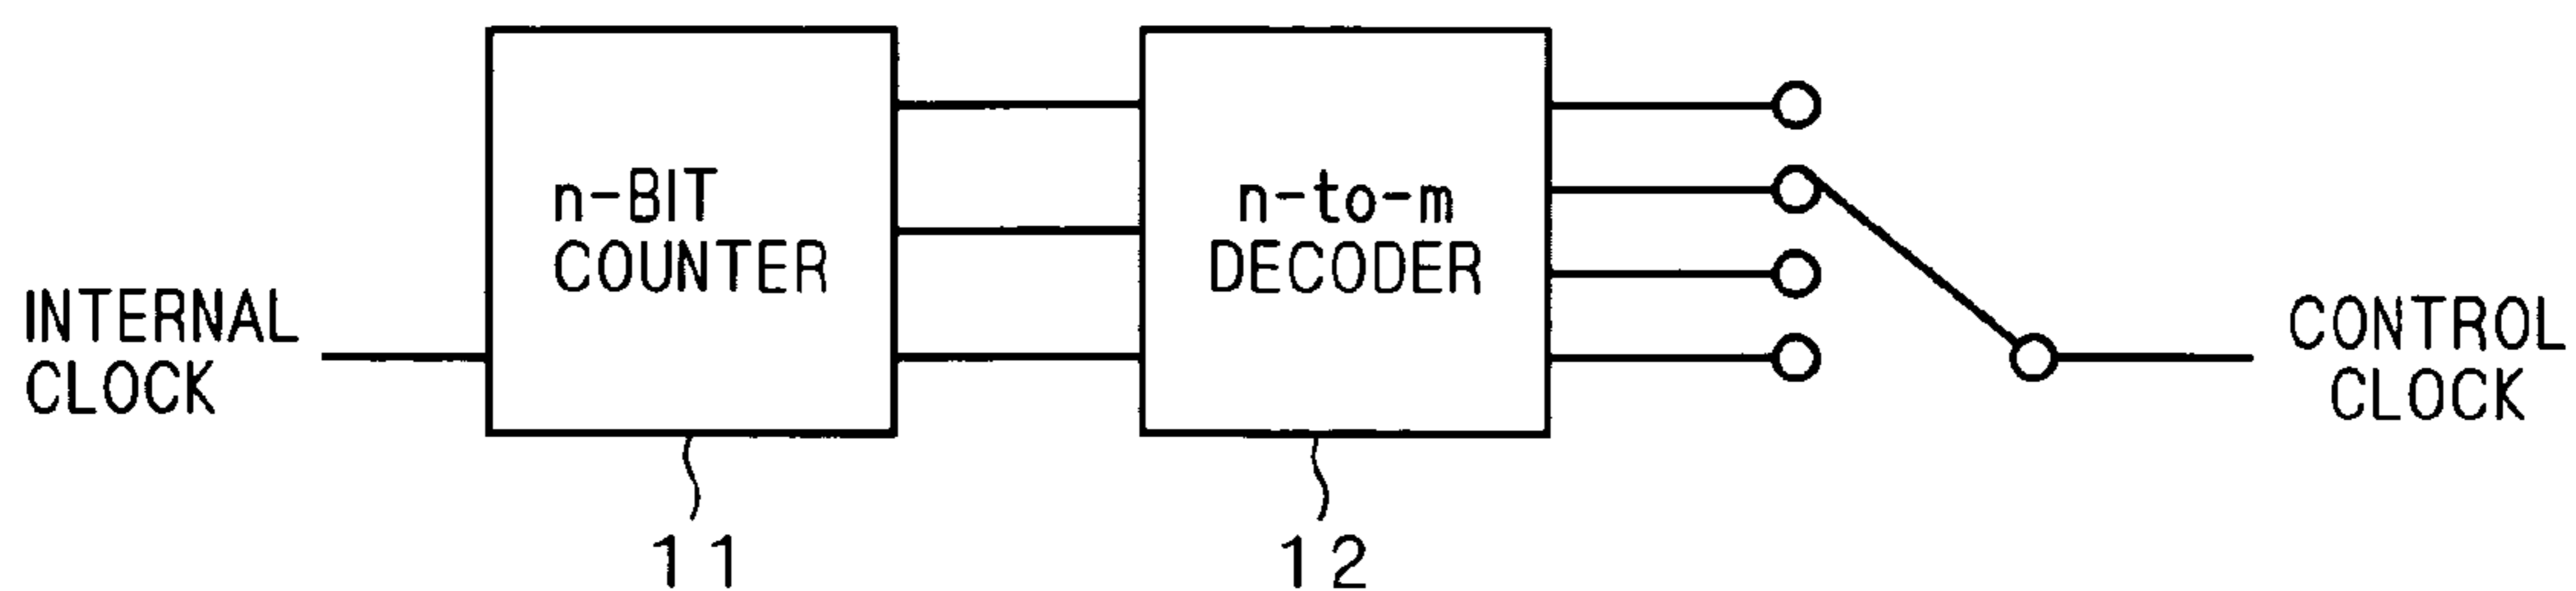 INTERNAL
CLOCK
n-BIT
COUNTER
n-to-m
DECODER
CONTROL
CLOCK
11
12